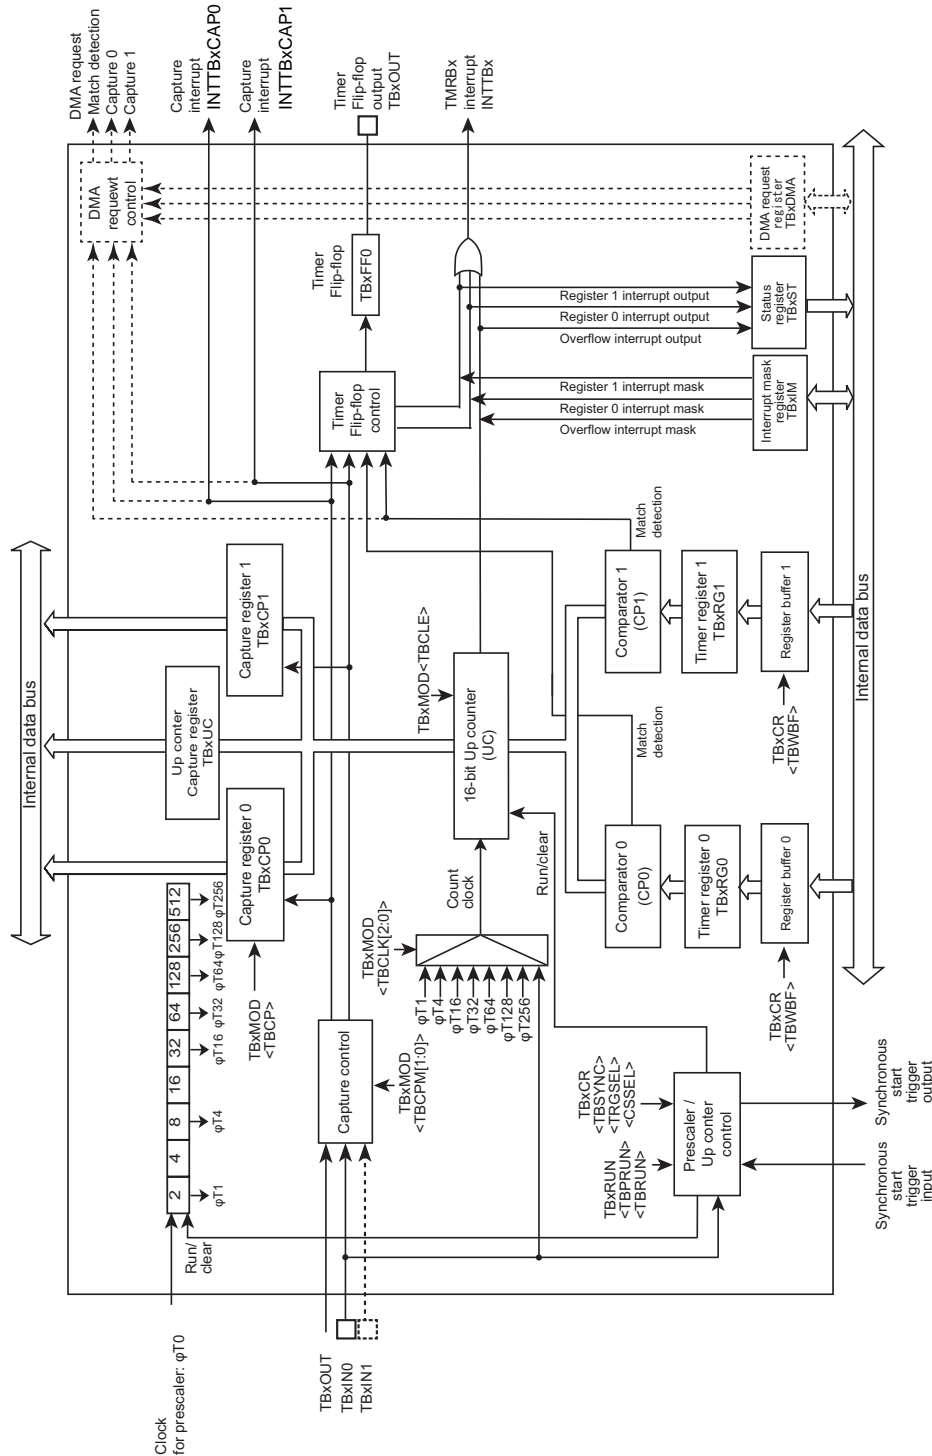 Internal data bus
DMA request
Match detection
Capture 0
Capture 1
Capture
interrupt
INTTBxCAP0
Capture
interrupt
INTTBxCAP1
Timer
Flip-flop
output
TBxOUT
TMRBx
interrupt
INTTBx
DMA
requewt
control
Clock
for prescaler: φT0
Run/
clear
2
4
8
16
32
64
128
256
512
φT1
φT4
φT16
φT32
φT64
φT128
φT256
TBxMOD
<TBCP>
Capture register 0
TBxCP0
Up conter
Capture register
TBxUC
Capture register 1
TBxCP1
TBxOUT
TBxIN0
TBxIN1
Capture control
TBxMOD
<TBCPM[1:0]>
TBxMOD
<TBCLK[2:0]>
φT1
φT4
φT16
φT32
φT64
φT128
φT256
Count
clock
Run/clear
16-bit Up counter
(UC)
TBxMOD<TBCLE>
Timer
Flip-flop
control
Timer
Flip-flop
TBxFF0
TBxRUN
<TBPRUN>
<TBRUN>
TBxCR
<TBSYNC>
<TRGSEL>
<CSSEL>
Prescaler /
Up conter
control
Synchronous
start
trigger
input
Synchronous
start
trigger
output
Match
detection
Comparator 0
(CP0)
Timer register 0
TBxRG0
Register buffer 0
TBxCR
<TBWBF>
Match
detection
Comparator 1
(CP1)
Timer register 1
TBxRG1
Register buffer 1
TBxCR
<TBWBF>
Register 1 interrupt output
Register 0 interrupt output
Overflow interrupt output
Register 1 interrupt mask
Register 0 interrupt mask
Overflow interrupt mask
Interrupt mask
register
TBxIM
Status
register
TBxST
DMA request
register
TBxDMA
Internal data bus